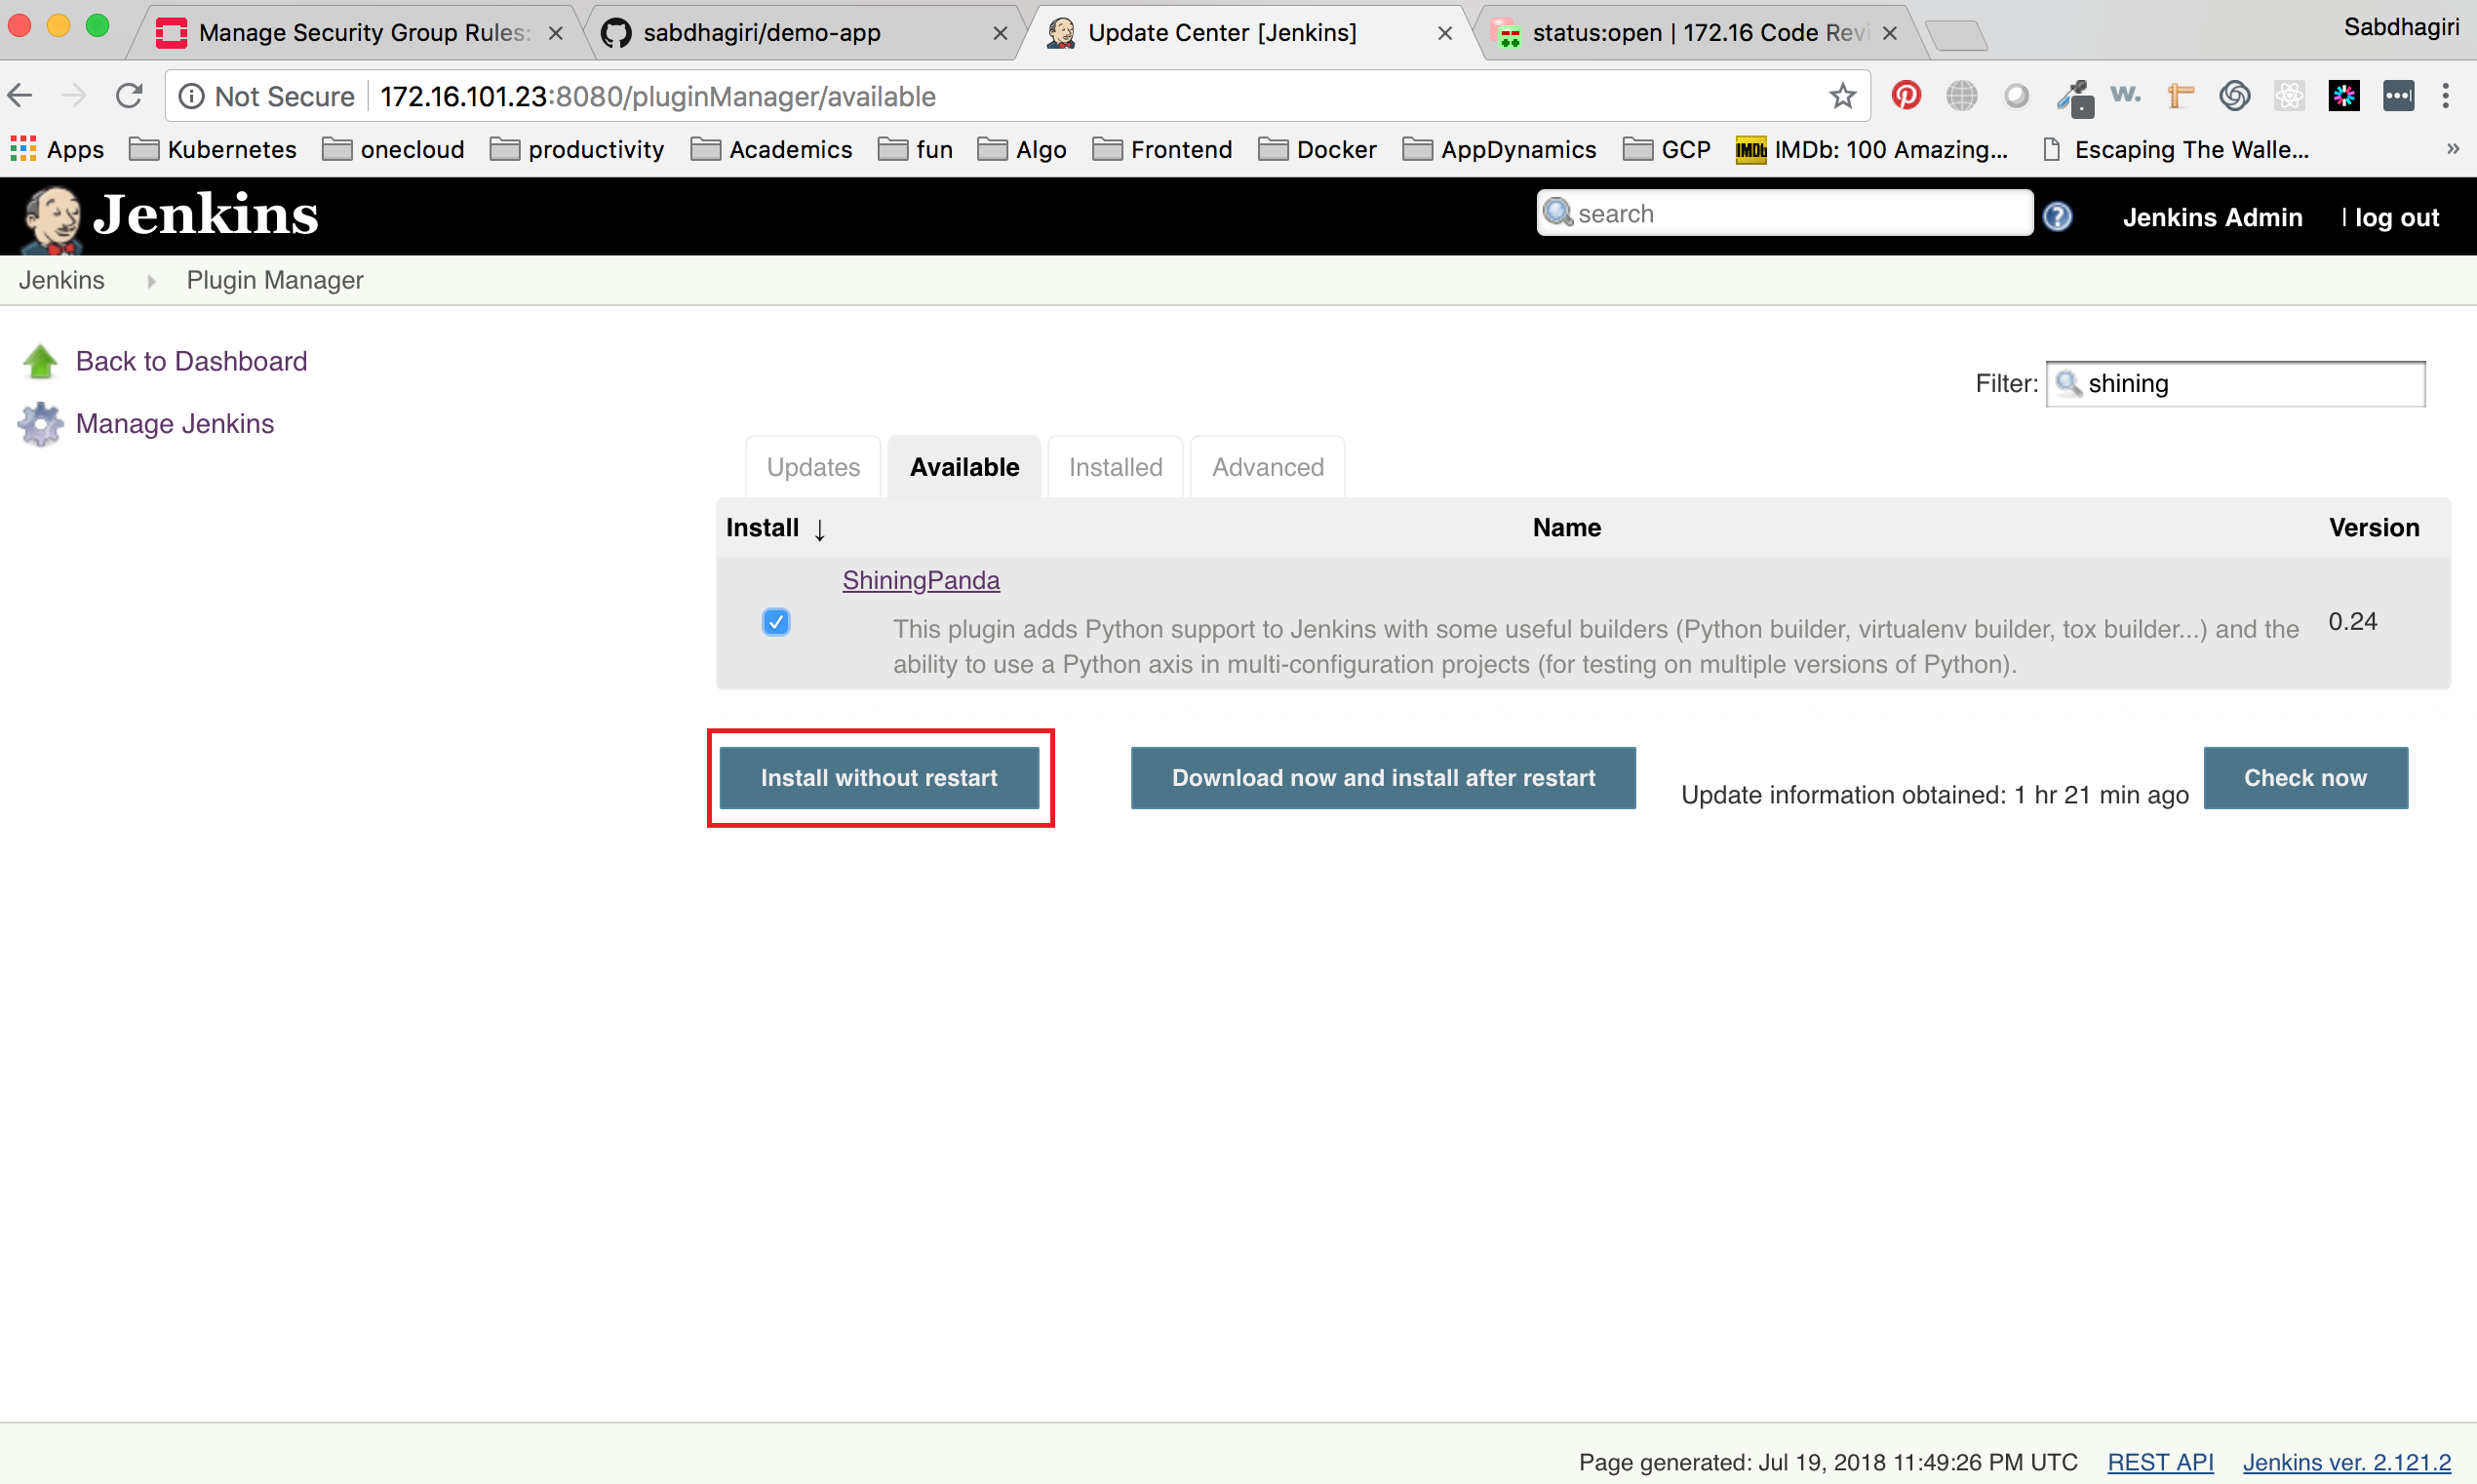 Manage Security Group Rules:
sabdhagiri/demo-app
Update Center [Jenkins]
status:open | 172.16 Code Rev
Sabdhagiri
Not Secure
172.16.101.23:8080/pluginManager/available
w.
Apps
Kubernetes
onecloud
productivity
Academics
fun
Algo
Frontend
Docker
AppDynamics
GCP
IMDb
IMDb: 100 Amazing...
Escaping The Walle...
»
Jenkins
search
?
Jenkins Admin
| log out
Jenkins
Plugin Manager
Back to Dashboard
Manage Jenkins
Filter:
shining
Updates
Available
Installed
Advanced
Install ↓
Name
Version
ShiningPanda
This plugin adds Python support to Jenkins with some useful builders (Python builder, virtualenv builder, tox builder...) and the
ability to use a Python axis in multi-configuration projects (for testing on multiple versions of Python).
0.24
Install without restart
Download now and install after restart
Update information obtained: 1 hr 21 min ago
Check now
Page generated: Jul 19, 2018 11:49:26 PM UTC
REST API
Jenkins ver. 2.121.2